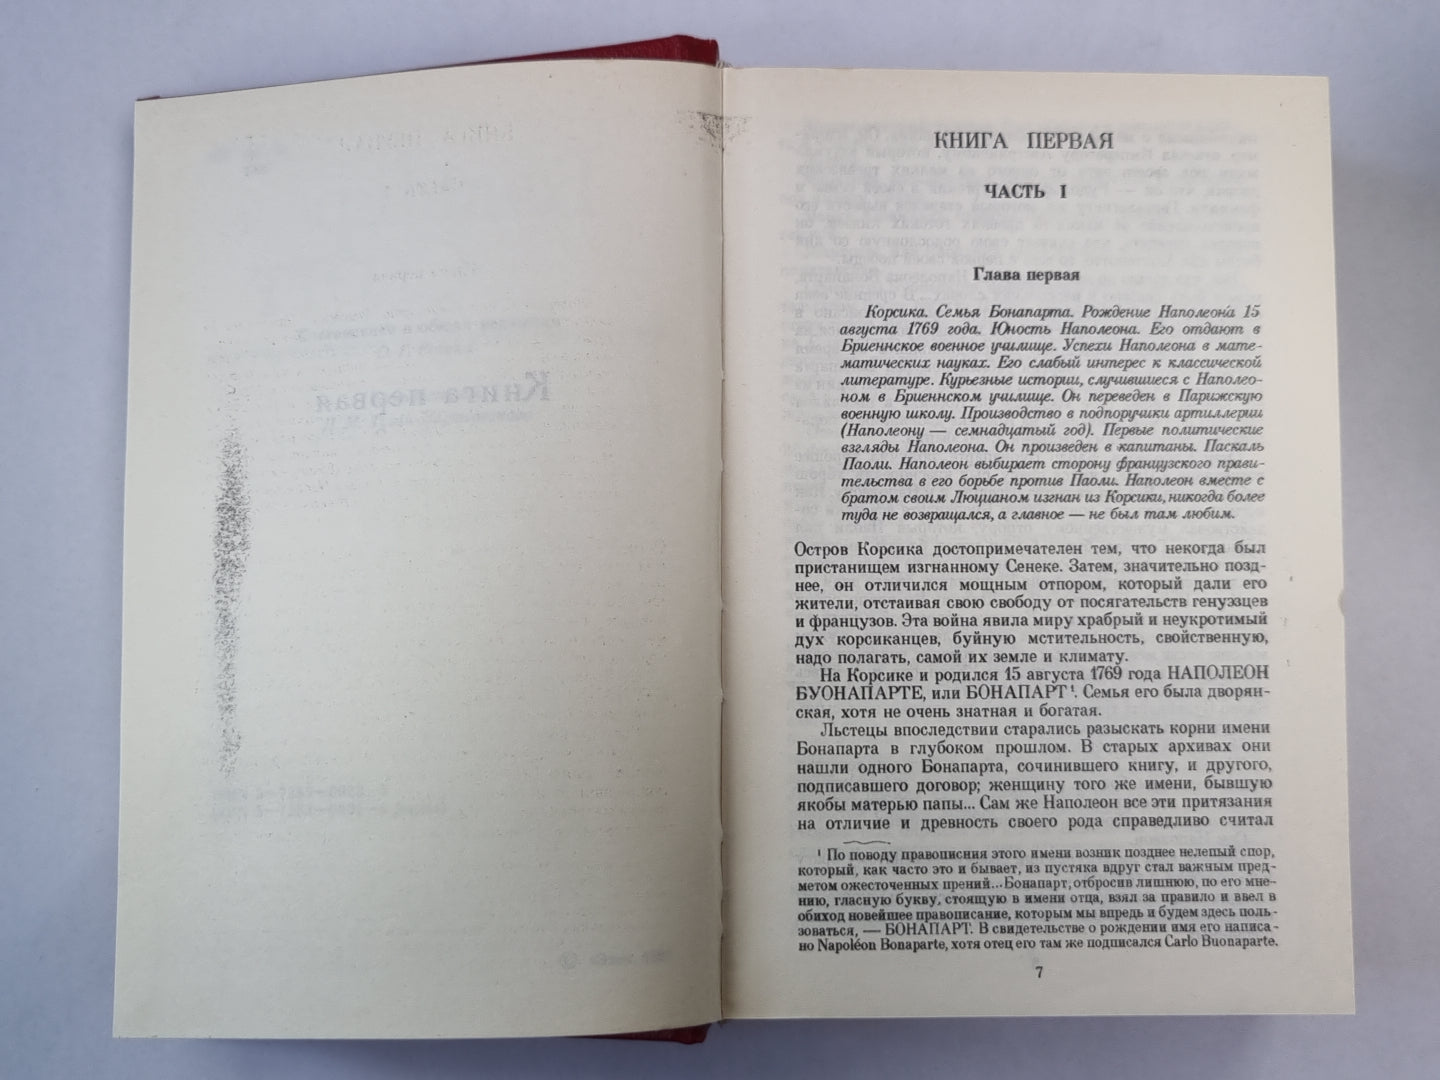 КНИГА ПЕРВАЯ
ЧАСТЬ I
Глава первая
Корсика. Семья Бонапарта. Рождение Наполеона 15
августа 1769 года. Юность Наполеона. Его отдают в
Бриеннское военное училище. Успехи Наполеона в мате-
матических науках. Его слабый интерес к классической
литературе. Курьезные истории, случившиеся с Наполео-
ном в Бриеннском училище. Он переведен в Парижскую
военную школу. Производство в подпоручики артиллерии
(Наполеону — семнадцатый год). Первые политические
взгляды Наполеона. Он произведен в капитаны. Паскаль
Паоли. Наполеон выбирает сторону французского прави-
тельства в его борьбе против Паоли. Наполеон вместе с
братом своим Люцианом изгнан из Корсики, никогда более
туда не возвращался, а главное — не был там любим.
Остров Корсика достопримечателен тем, что некогда был
пристанищем изгнанному Сенеке. Затем, значительно позд-
нее, он отличился мощным отпором, который дали его
жители, отстаивая свою свободу от посягательств генуэзцев
и французов. Эта война явила миру храбрый и неукротимый
дух корсиканцев, буйную мстительность, свойственную,
надо полагать, самой их земле и климату.
На Корсике и родился 15 августа 1769 года НАПОЛЕОН
БУОНАПАРТЕ, или БОНАПАРТ¹. Семья его была дворян-
ская, хотя не очень знатная и богатая.
Льстецы впоследствии старались разыскать корни имени
Бонапарта в глубоком прошлом. В старых архивах они
нашли одного Бонапарта, сочинившего книгу, и другого,
подписавшего договор; женщину того же имени, бывшую
якобы матерью папы... Сам же Наполеон все эти притязания
на отличие и древность своего рода справедливо считал
¹ По поводу правописния этого имени возник позднее нелепый спор,
который, как часто это и бывает, из пустяка вдруг стал важным пред-
метом ожесточенных прений... Бонапарт, отбросив лишнюю, по его мне-
нию, гласную букву, стоящую в имени отца, взял за правило и ввел в
обиход новейшее правописание, которым мы впредь и будем здесь поль-
зоваться, — БОНАПАРТ. В свидетельстве о рождении имя его написа-
но Napoléon Bonaparte, хотя отец его там же подписался Carlo Buonaparte.
7
Книга первая